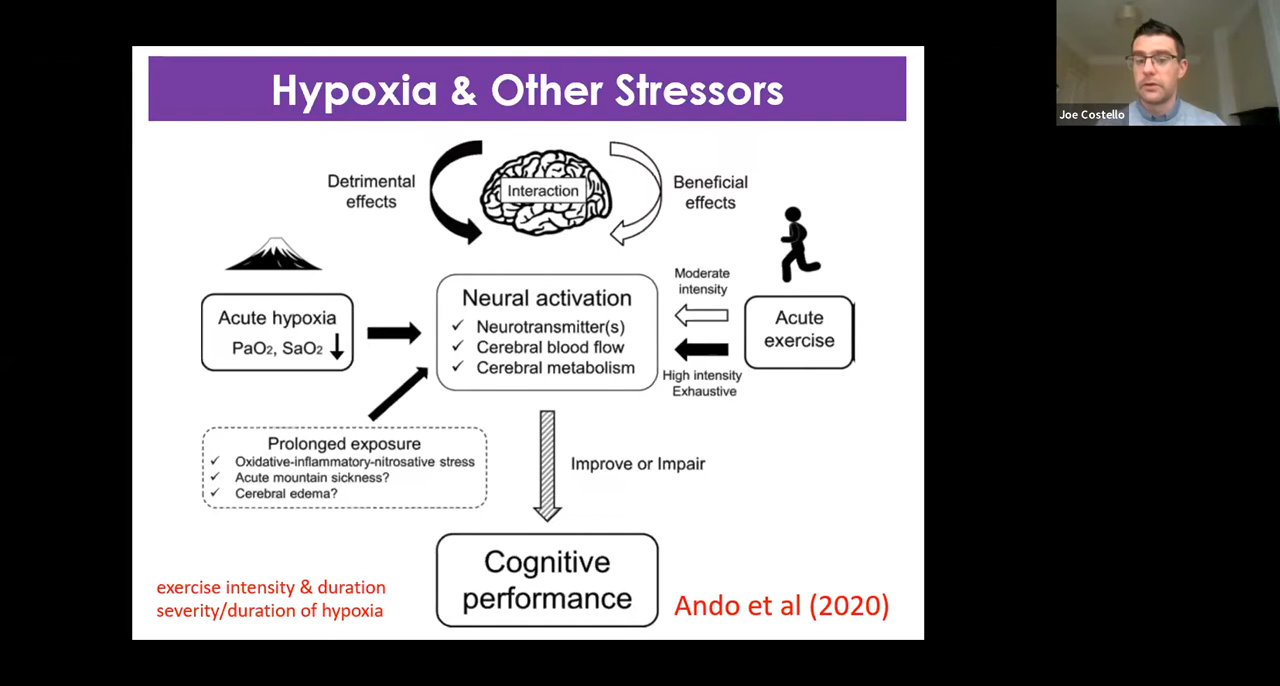 Hypoxia & Other Stressors
Joe Costello
Detrimental
effects
Interaction
Beneficial
effects
Acute hypoxia
PaO2, SaO2
Neural activation
✓ Neurotransmitter(s)
✓ Cerebral blood flow
✓ Cerebral metabolism
Moderate
intensity
High intensity
Exhaustive
Acute
exercise
Prolonged exposure
✓ Oxidative-inflammatory-nitrosative stress
✓ Acute mountain sickness?
✓ Cerebral edema?
Improve or Impair
Cognitive
performance
exercise intensity & duration
severity/duration of hypoxia
Ando et al (2020)